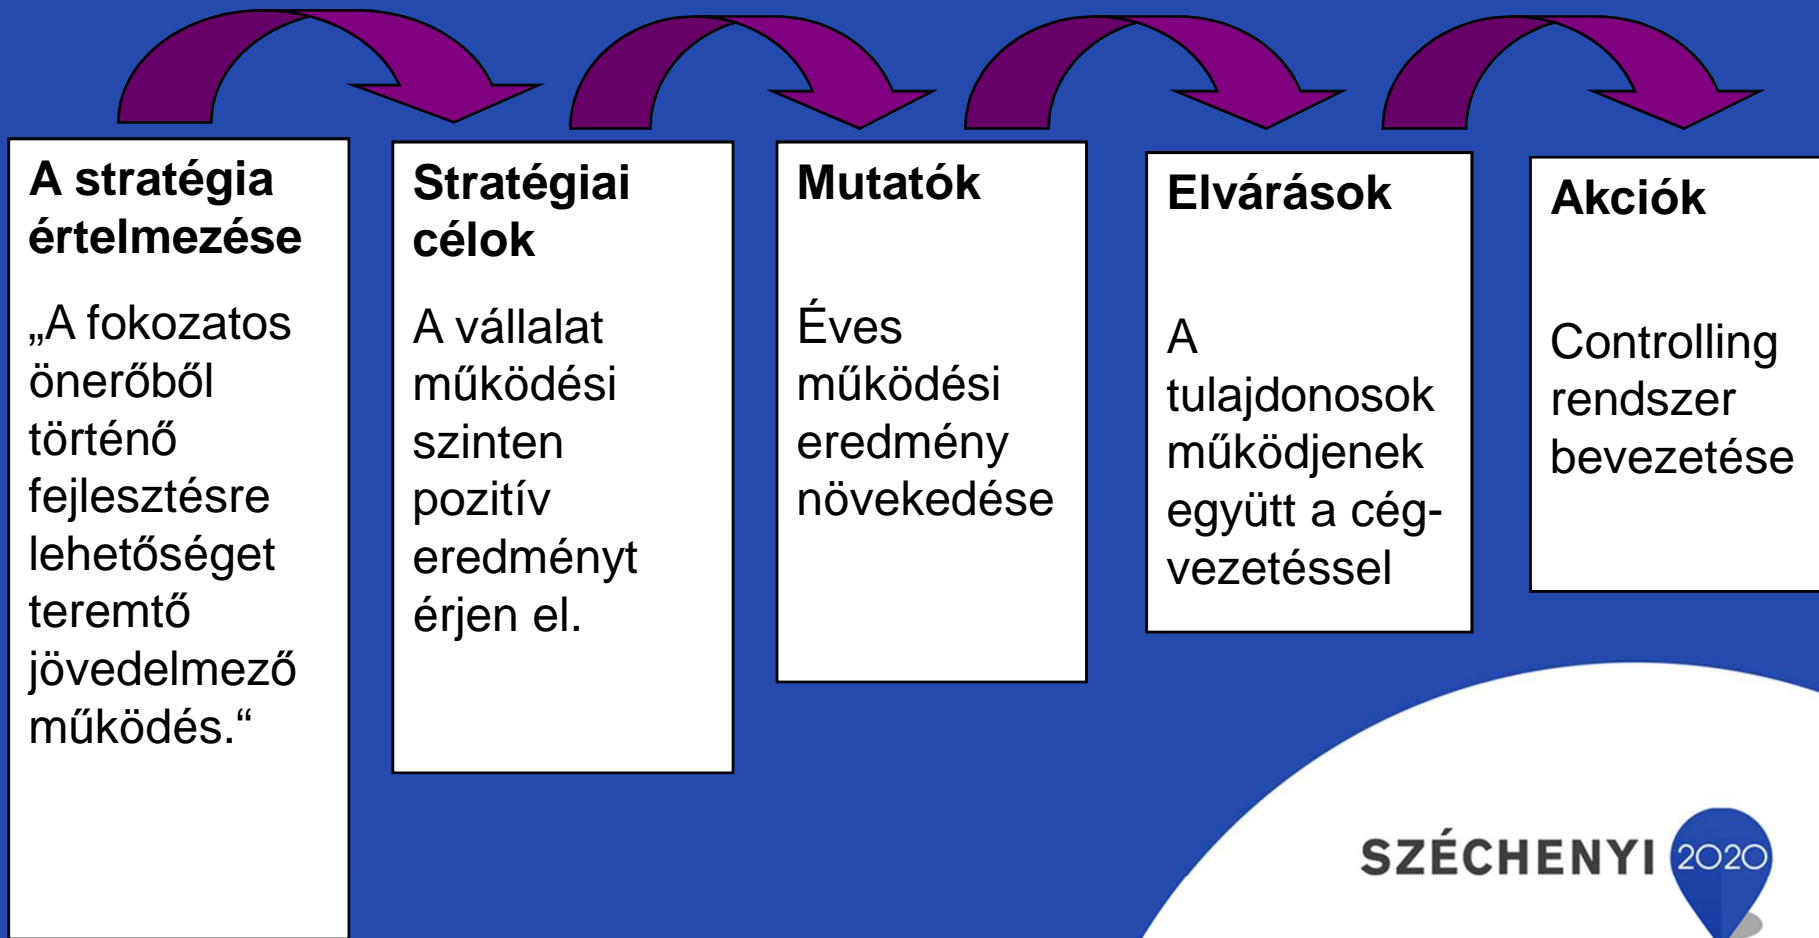 A stratégia
értelmezése
„A fokozatos
önerőből
történő
fejlesztésre
lehetőséget
teremtő
jövedelmező
működés.“
Stratégiai
célok
A vállalat
működési
szinten
pozitív
eredményt
érjen el.
Mutatók
Éves
működési
eredmény
növekedése
Elvárások
A
tulajdonosok
működjenek
együtt a cég-
vezetéssel
Akciók
Controlling
rendszer
bevezetése
SZÉCHENYI 2020